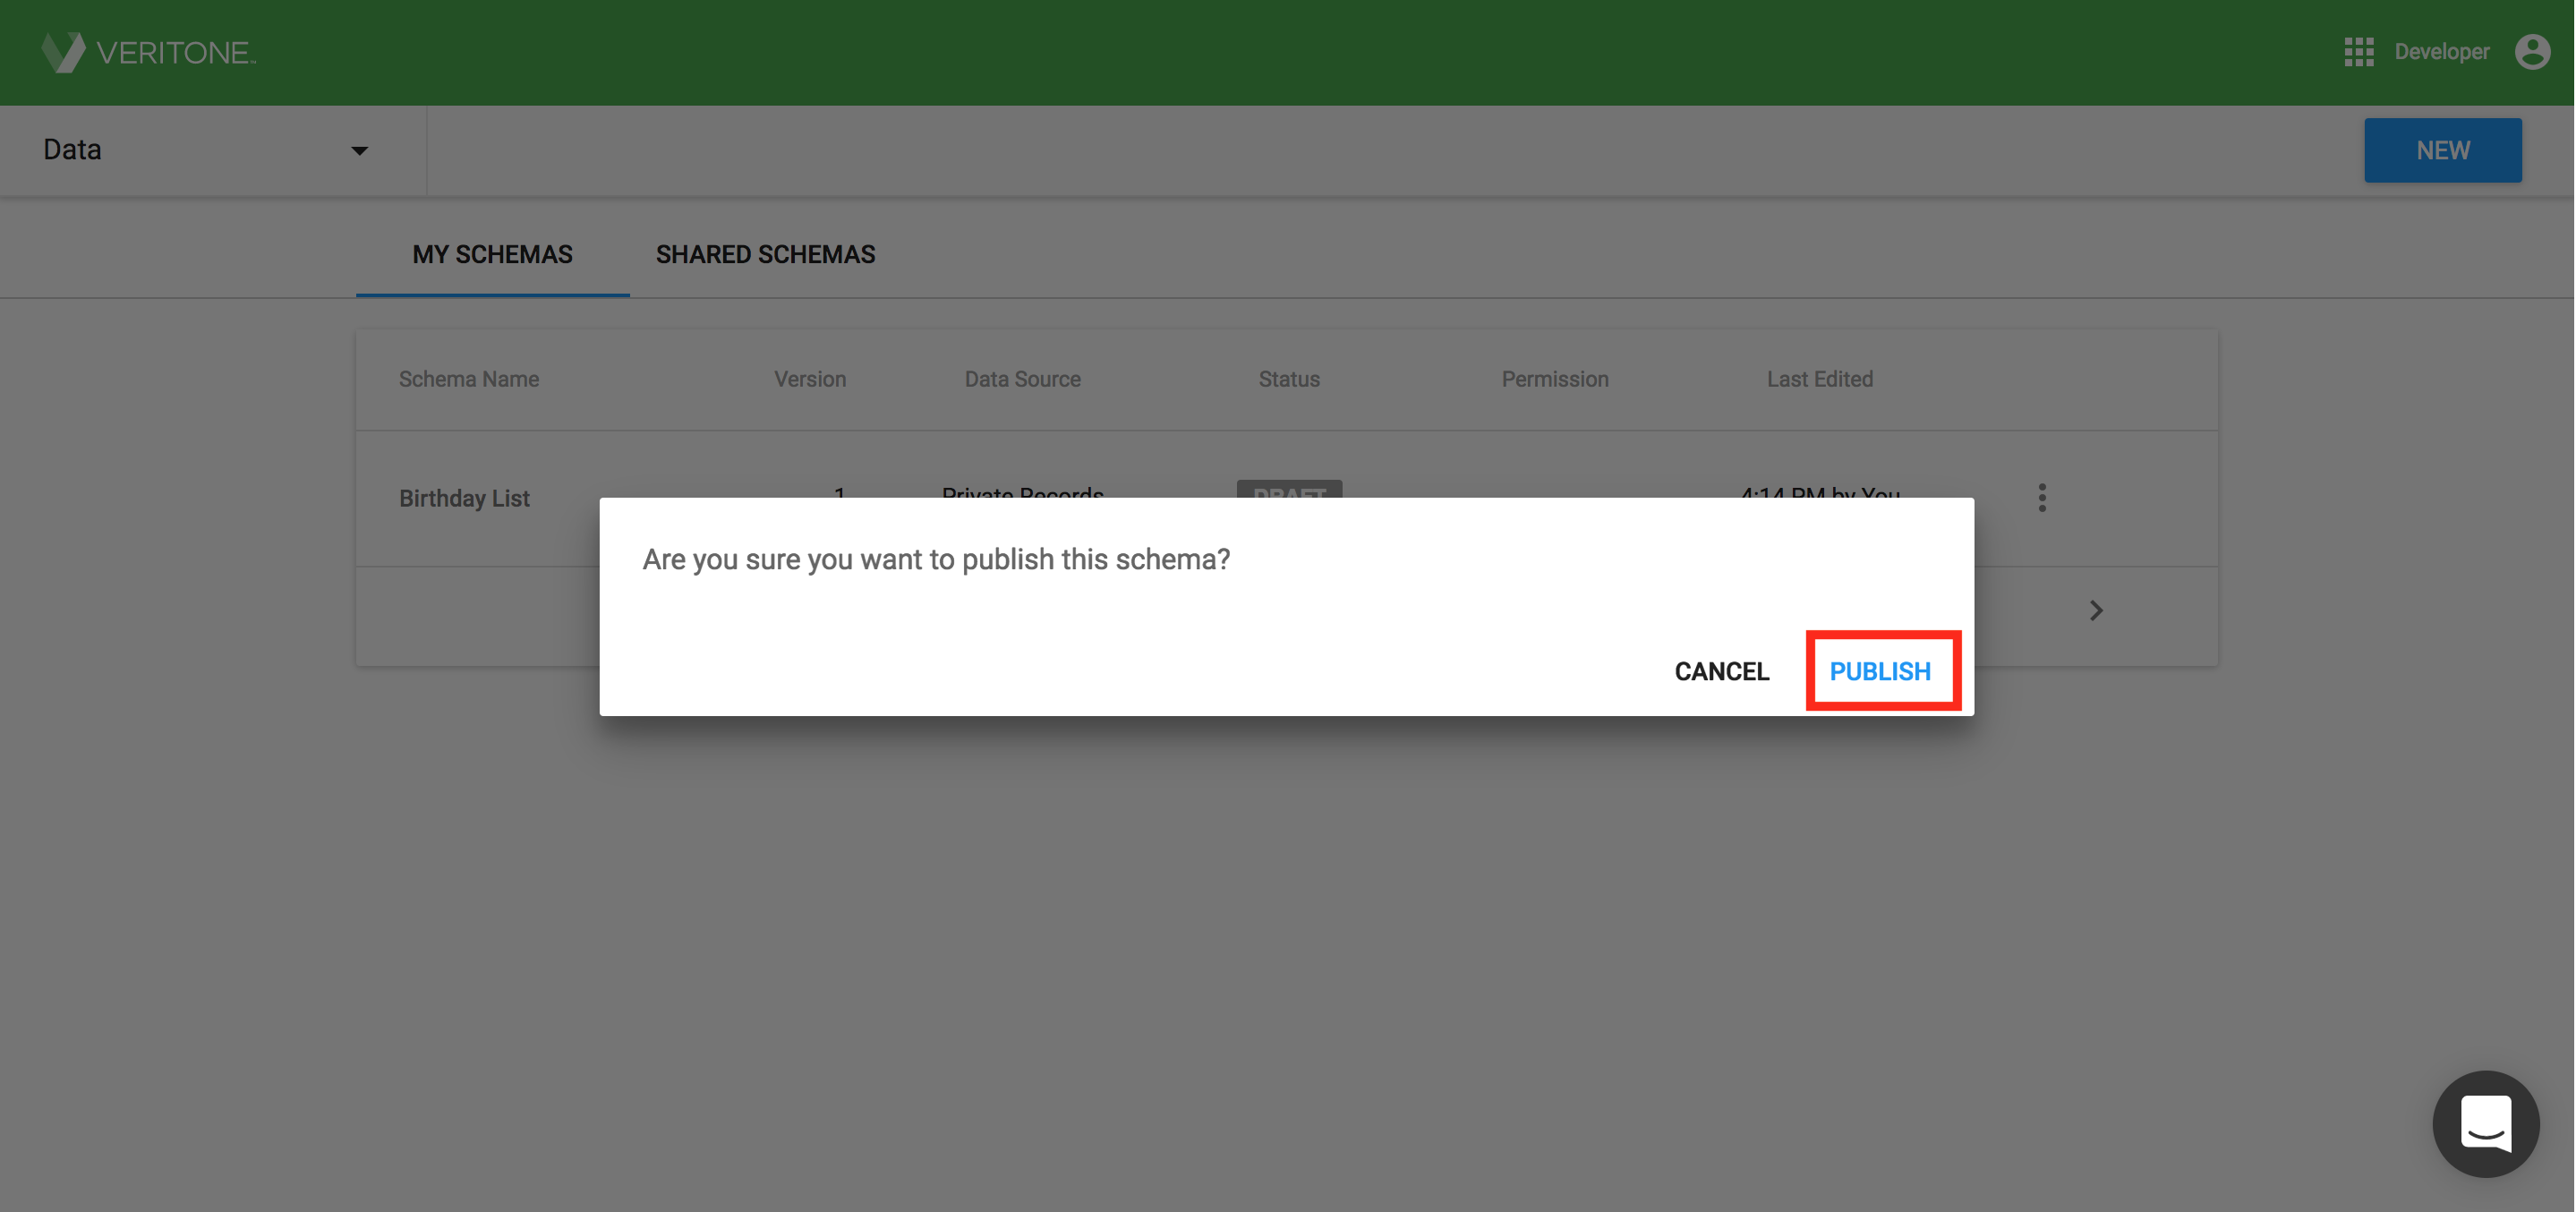 VERITONE™
Developer
Data
NEW
MY SCHEMAS SHARED SCHEMAS
Schema Name Version Data Source Status Permission Last Edited
Birthday List 1 Private Records DRAFT 4:14 PM by You
Are you sure you want to publish this schema?
CANCEL PUBLISH